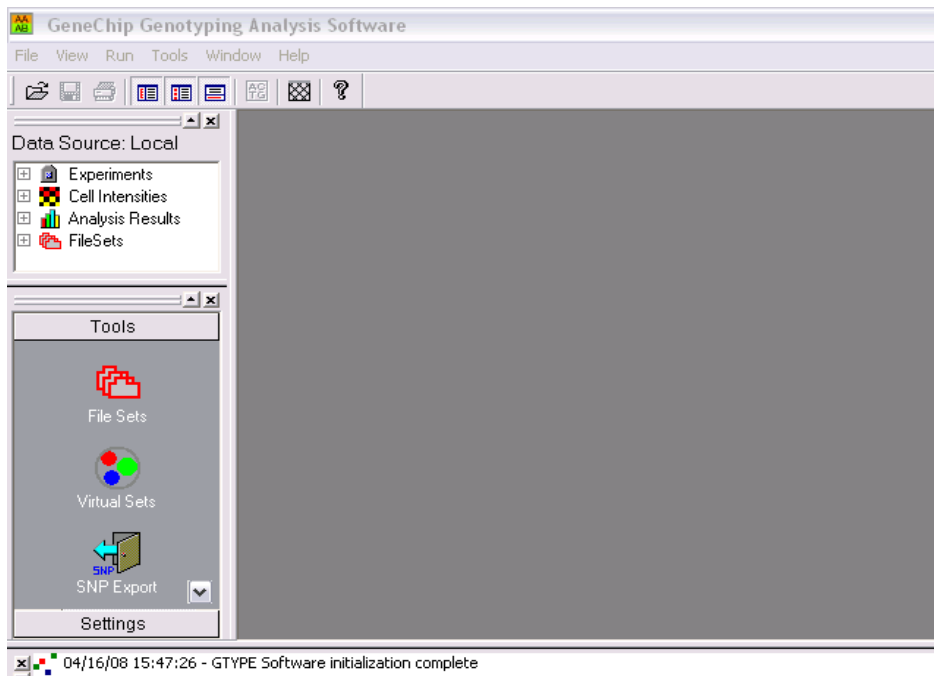 AA
AB
GeneChip Genotyping Analysis Software
File View Run Tools Window Help
Data Source: Local
Experiments
Cell Intensities
Analysis Results
FileSets
Tools
File Sets
Virtual Sets
SNP
SNP Export
Settings
04/16/08 15:47:26 - GTYPE Software initialization complete